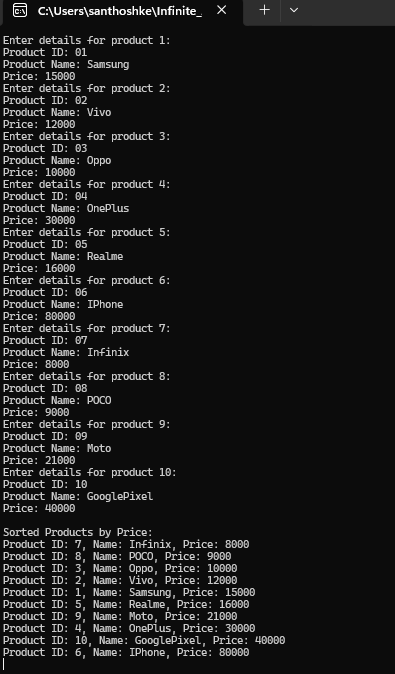 C:\Users\santhoshke\Infinite_
Enter details for product 1:
Product ID: 01
Product Name: Samsung
Price: 15000
Enter details for product 2:
Product ID: 02
Product Name: Vivo
Price: 12000
Enter details for product 3:
Product ID: 03
Product Name: Oppo
Price: 10000
Enter details for product 4:
Product ID: 04
Product Name: OnePlus
Price: 30000
Enter details for product 5:
Product ID: 05
Product Name: Realme
Price: 16000
Enter details for product 6:
Product ID: 06
Product Name: IPhone
Price: 80000
Enter details for product 7:
Product ID: 07
Product Name: Infinix
Price: 8000
Enter details for product 8:
Product ID: 08
Product Name: POCO
Price: 9000
Enter details for product 9:
Product ID: 09
Product Name: Moto
Price: 21000
Enter details for product 10:
Product ID: 10
Product Name: GooglePixel
Price: 40000
Sorted Products by Price:
Product ID: 7, Name: Infinix, Price: 8000
Product ID: 8, Name: POCO, Price: 9000
Product ID: 3, Name: Oppo, Price: 10000
Product ID: 2, Name: Vivo, Price: 12000
Product ID: 1, Name: Samsung, Price: 15000
Product ID: 5, Name: Realme, Price: 16000
Product ID: 9, Name: Moto, Price: 21000
Product ID: 4, Name: OnePlus, Price: 30000
Product ID: 10, Name: GooglePixel, Price: 40000
Product ID: 6, Name: IPhone, Price: 80000